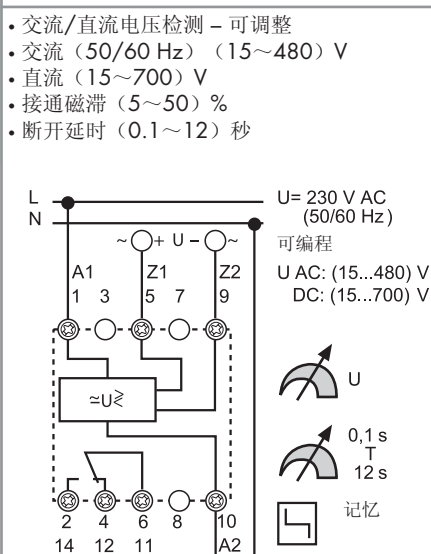 • 交流/直流电压检测 – 可调整
• 交流（50/60 Hz）（15～480）V
• 直流（15～700）V
• 接通磁滞（5～50）%
• 断开延时（0.1～12）秒
L
N
U= 230 V AC
(50/60 Hz)
~ + U – ~
可编程
A1 Z1 Z2
U AC: (15...480) V
DC: (15...700) V
1 3 5 7 9
U
≃U≷
0,1 s
T
12 s
记忆
2 4 6 8 10
14 12 11 A2